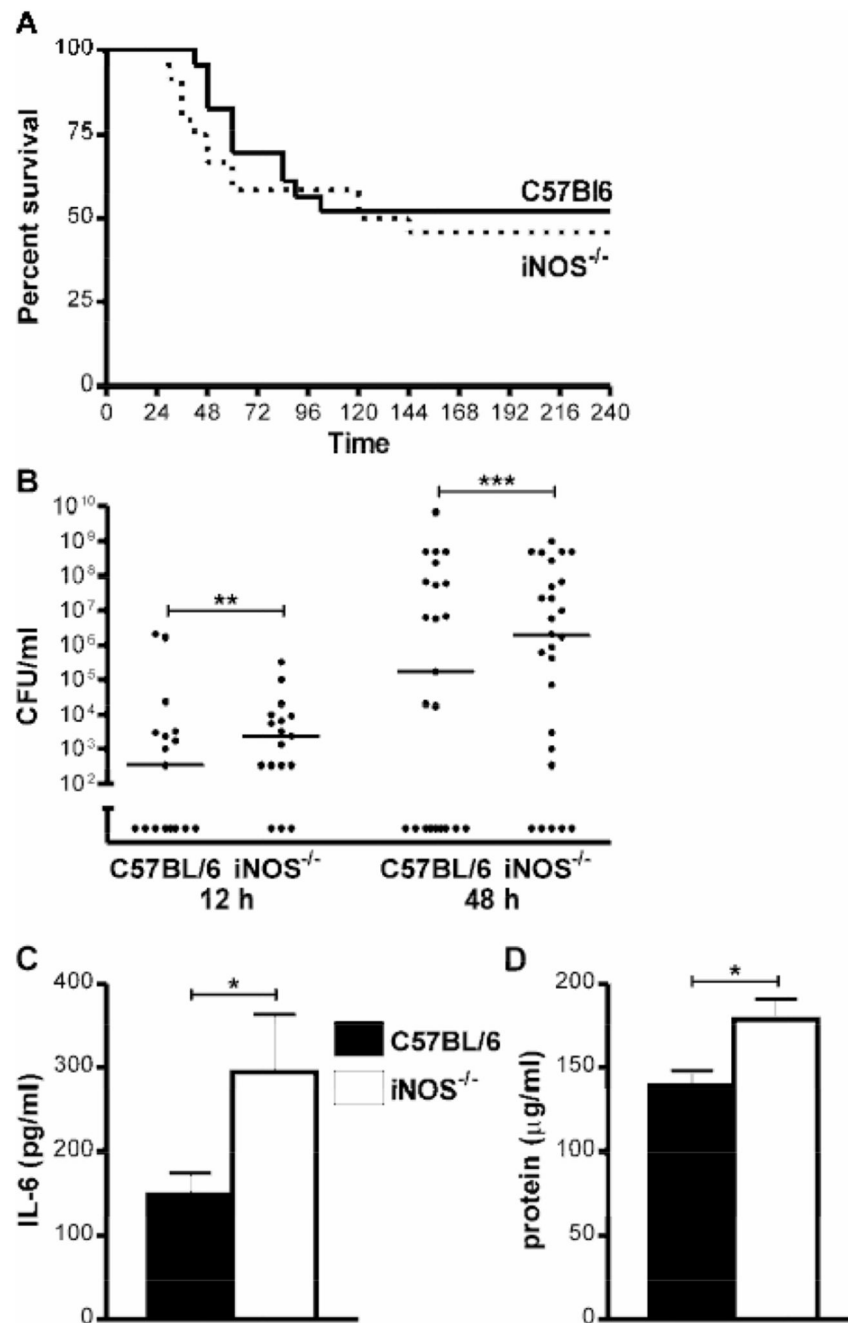 A
100
75
50
25
0
Percent survival
C57Bl6
iNOS-/-
0 24 48 72 96 120 144 168 192 216 240
Time
B
***
**
10^10
10^9
10^8
10^7
10^6
10^5
10^4
10^3
10^2
CFU/ml
C57BL/6 iNOS-/- C57BL/6 iNOS-/-
12 h 48 h
C
400
300
200
100
0
IL-6 (pg/ml)
*
C57BL/6
iNOS-/-
D
200
150
100
50
0
protein (µg/ml)
*